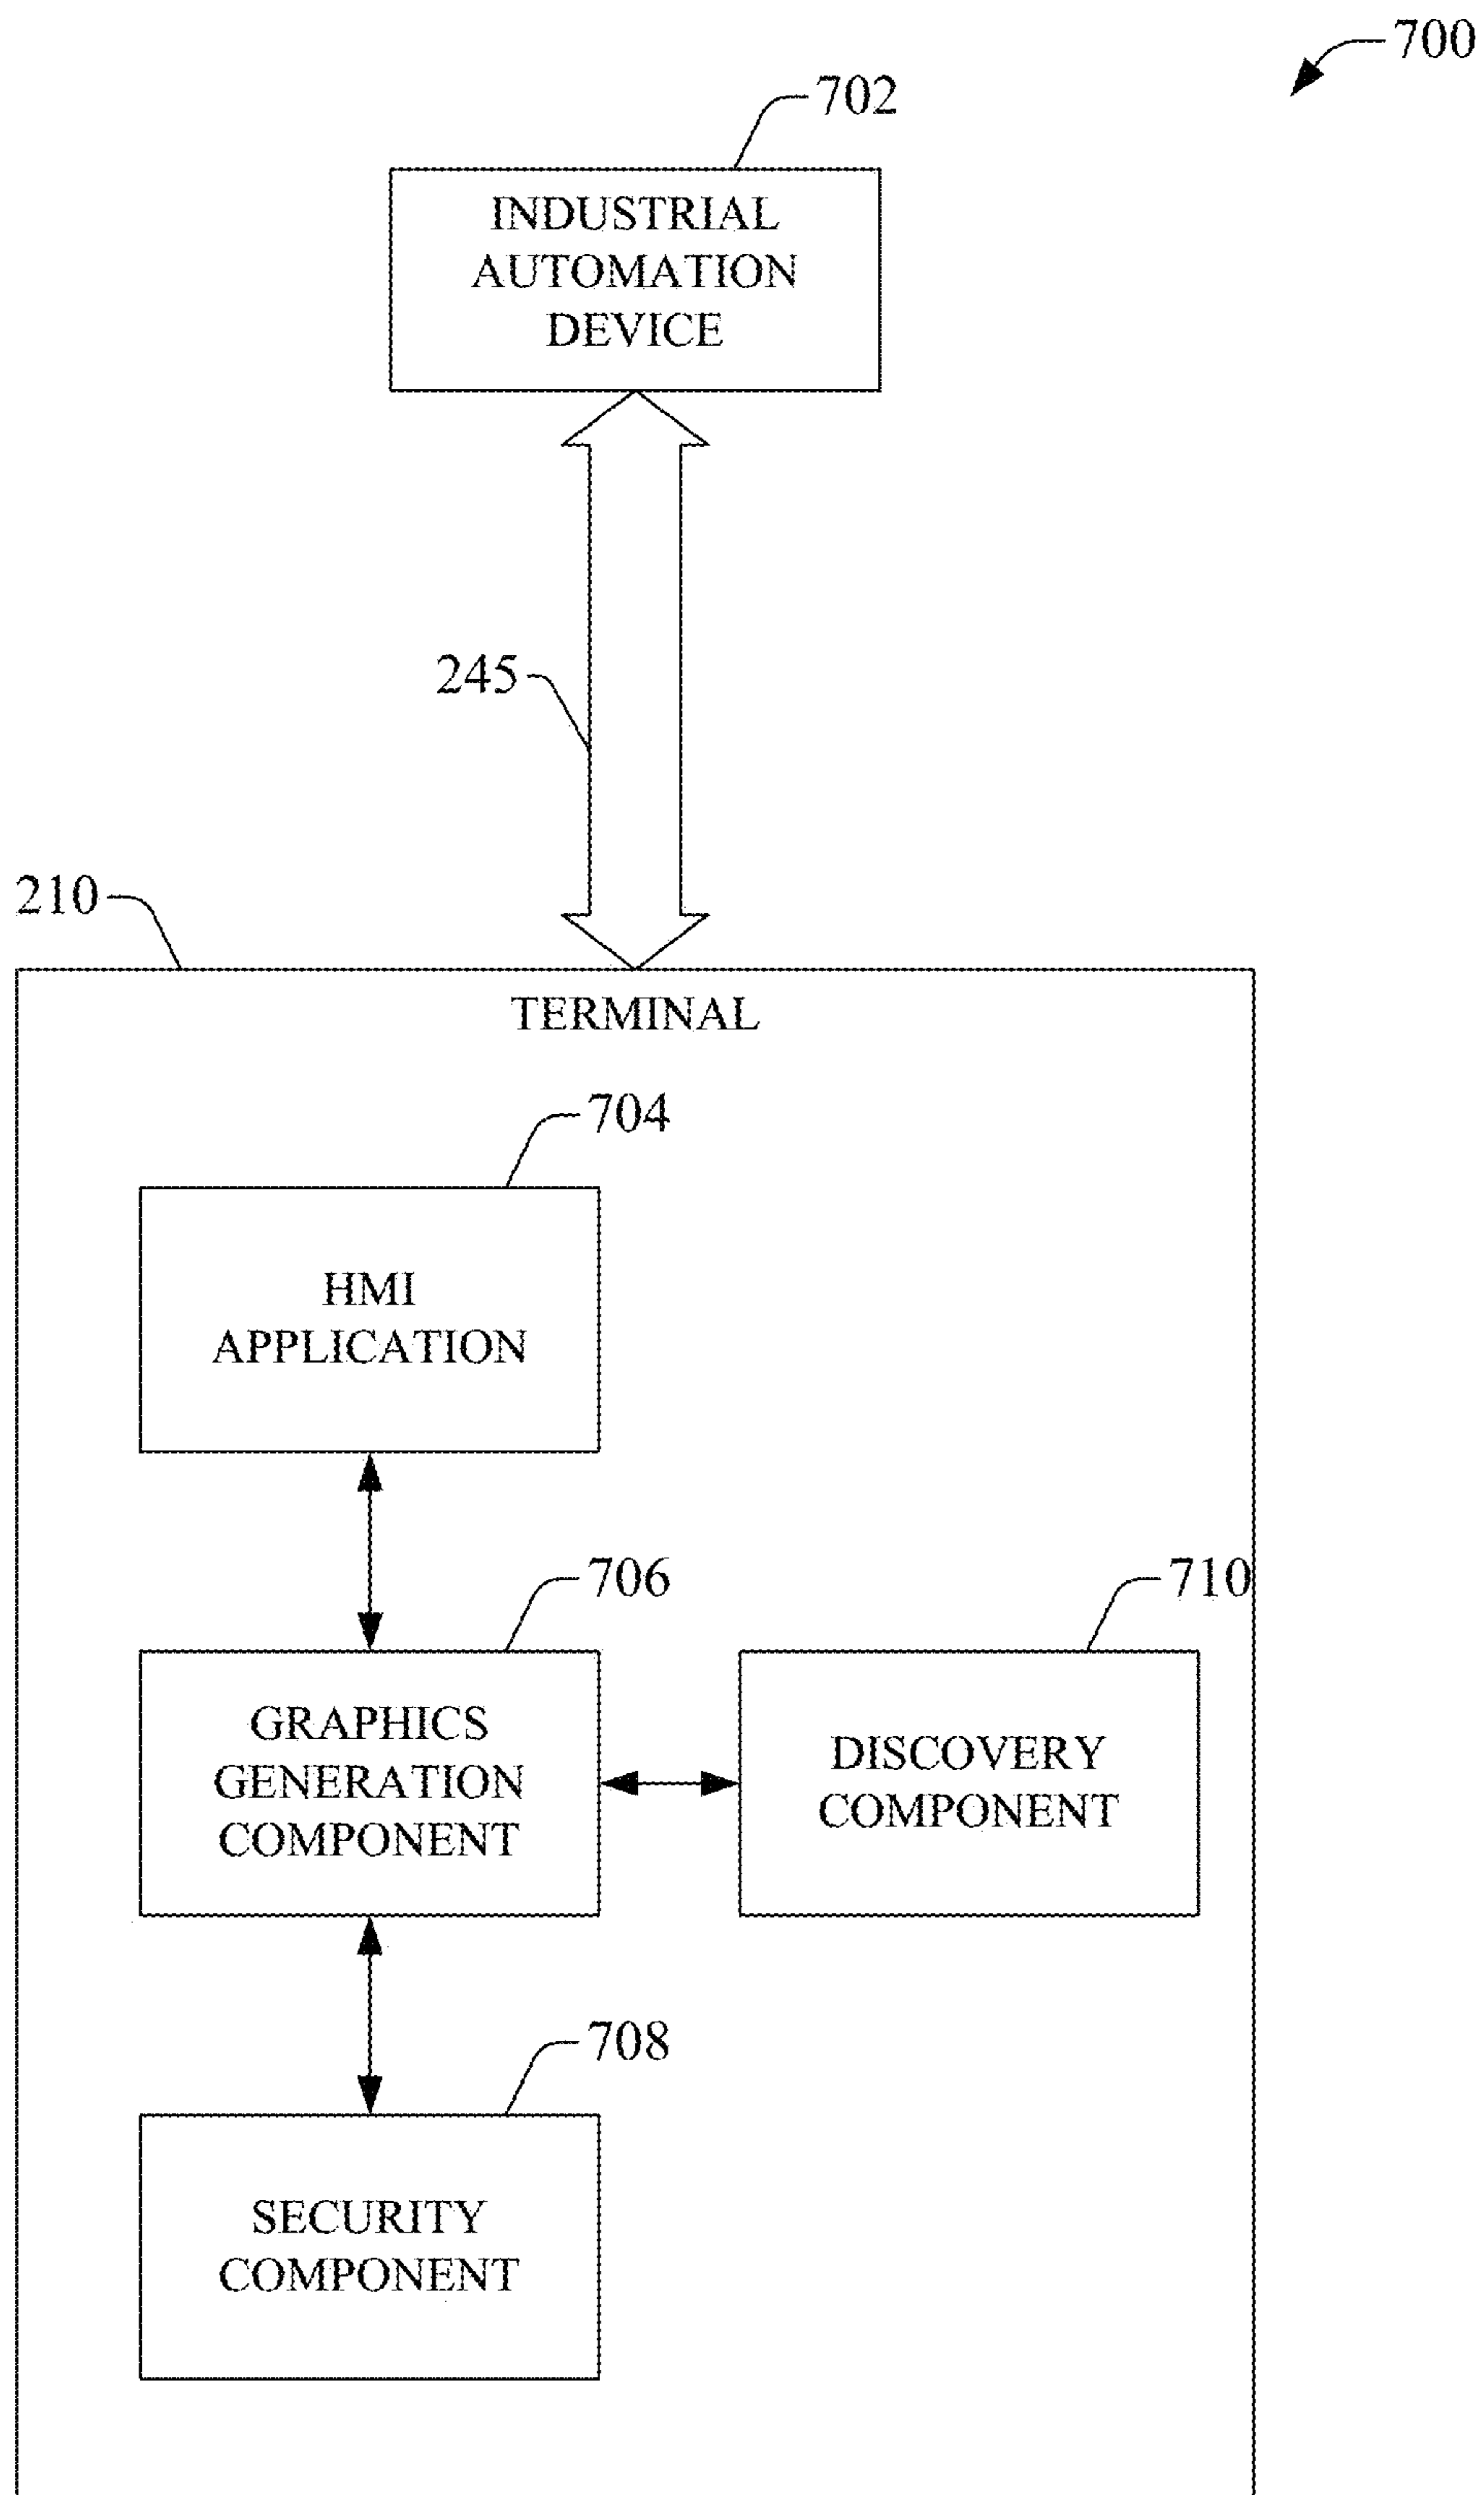 700
702
INDUSTRIAL
AUTOMATION
DEVICE
245
210
TERMINAL
704
HMI
APPLICATION
706
710
GRAPHICS
GENERATION
COMPONENT
DISCOVERY
COMPONENT
708
SECURITY
COMPONENT